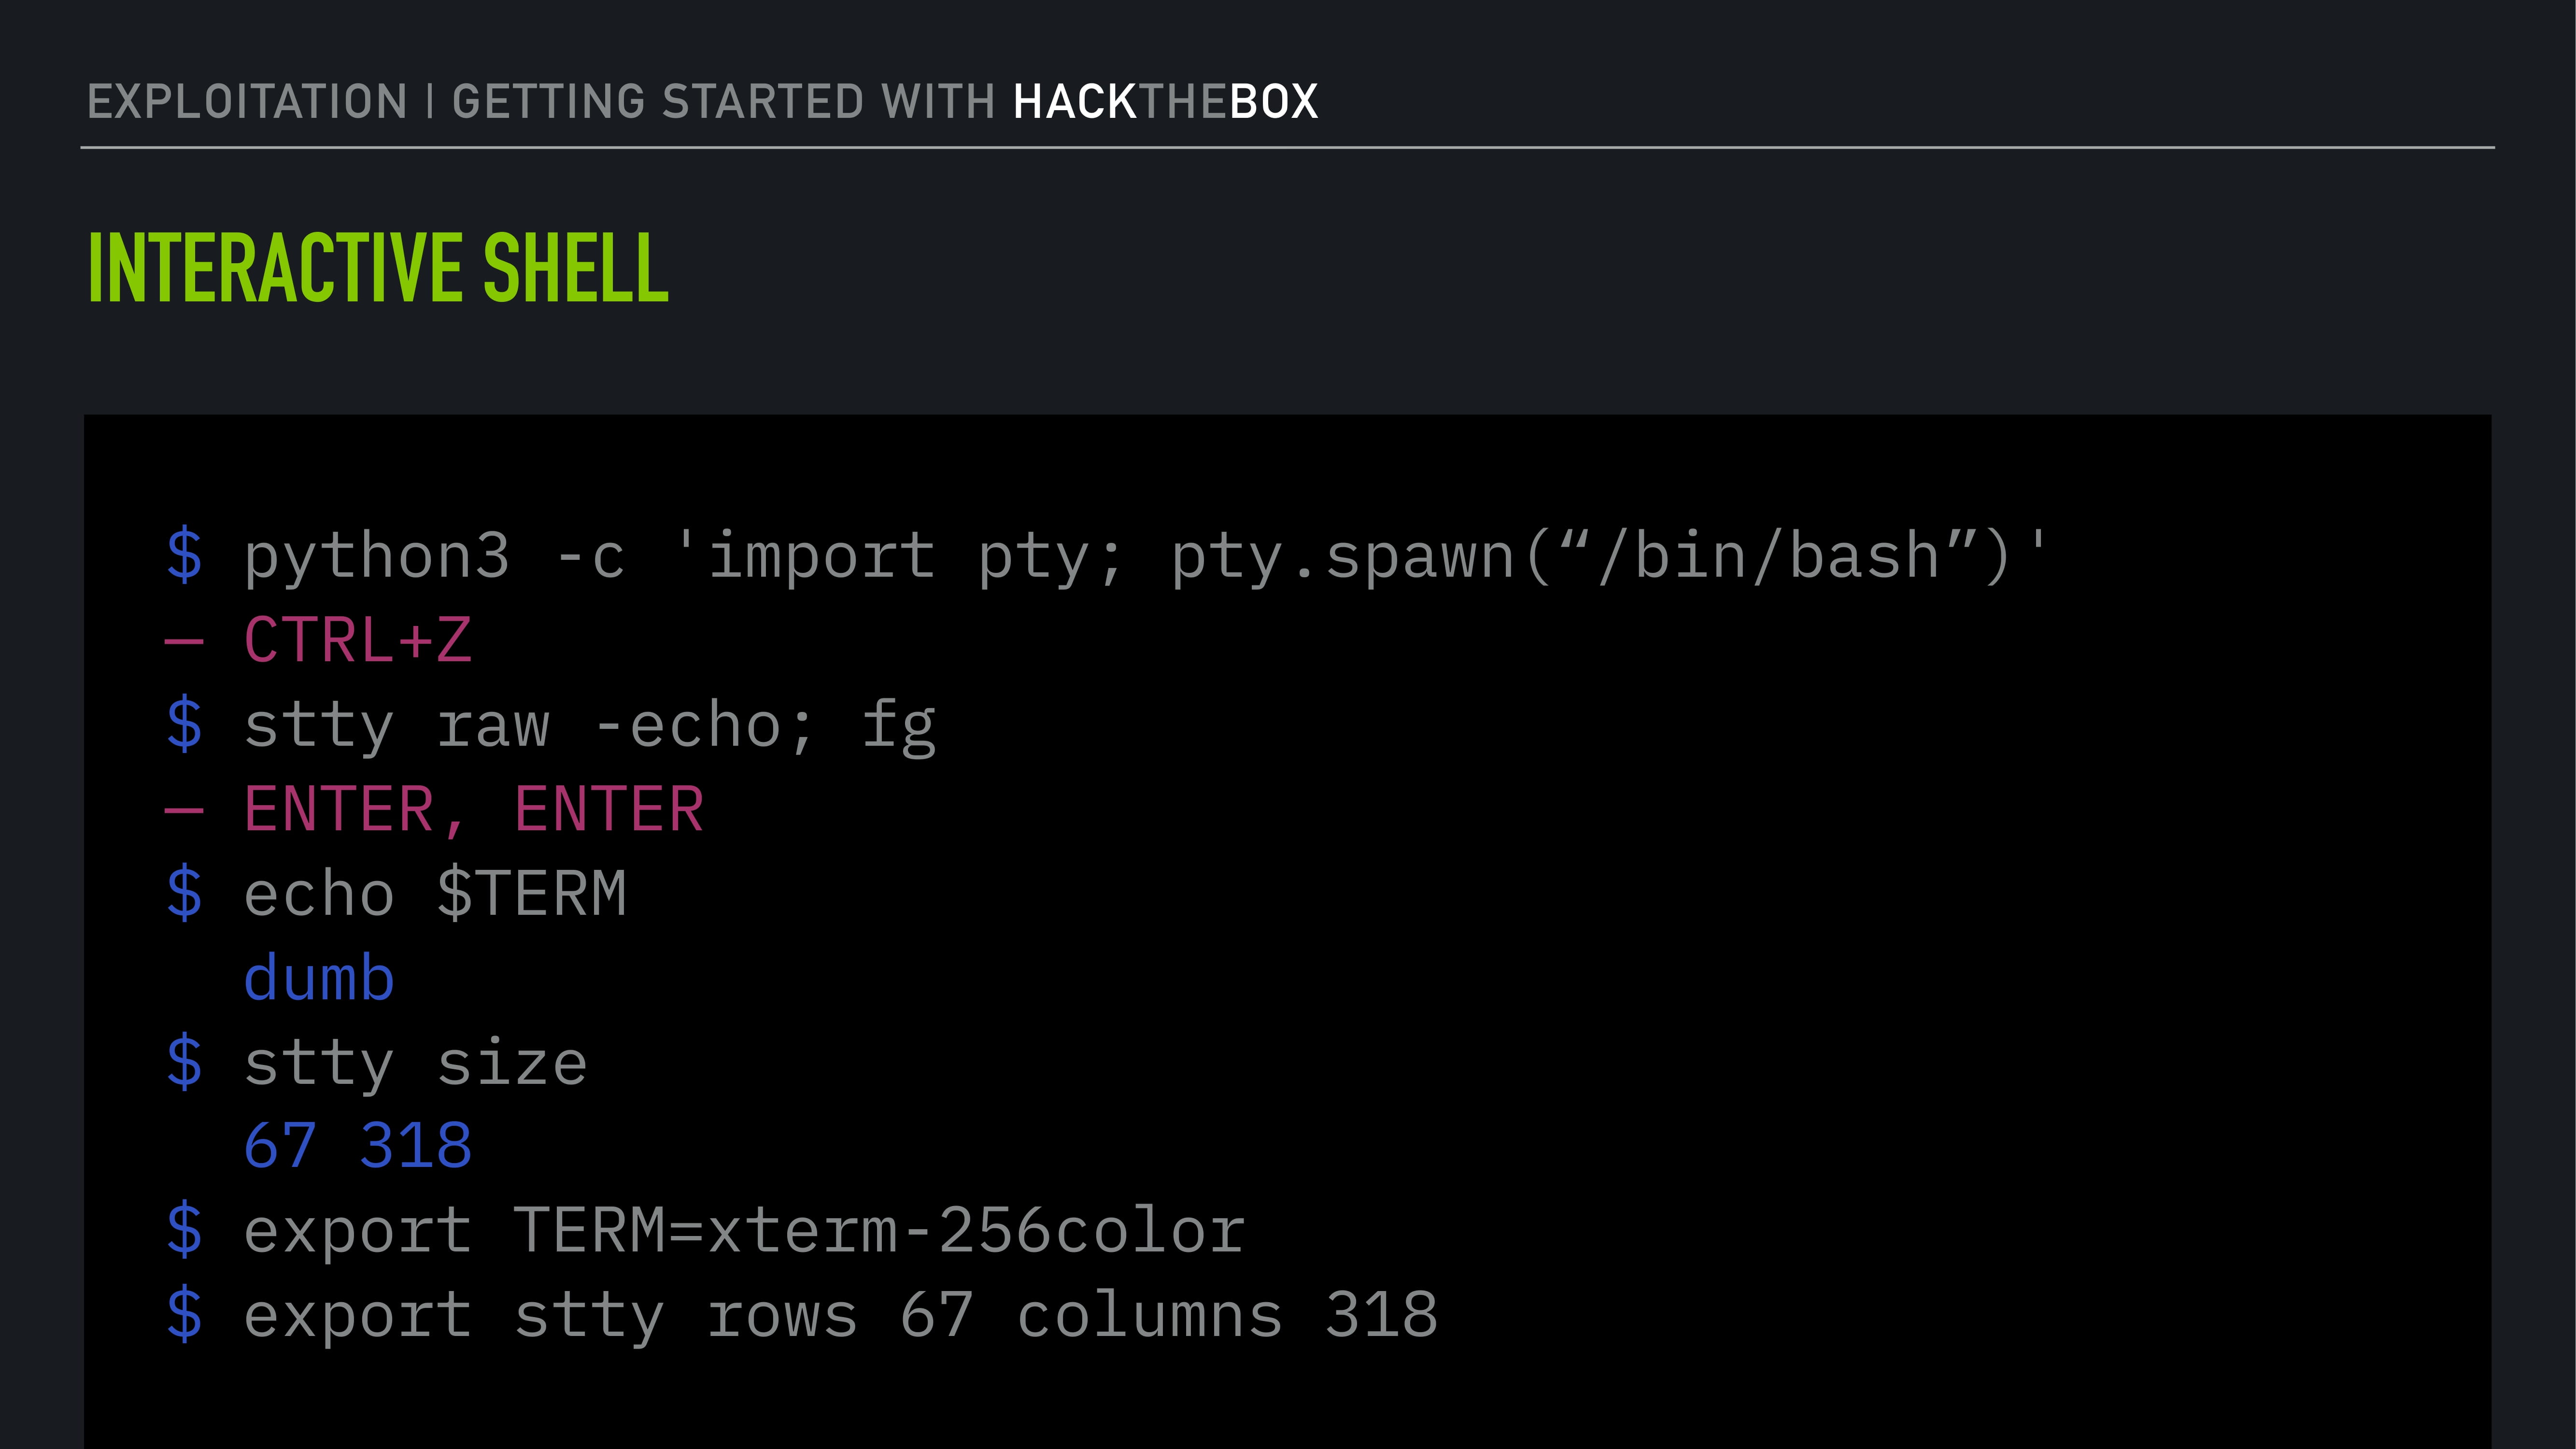 EXPLOITATION | GETTING STARTED WITH HACKTHEBOX
INTERACTIVE SHELL
$ python3 -c 'import pty; pty.spawn(“/bin/bash”)'
— CTRL+Z
$ stty raw -echo; fg
— ENTER, ENTER
$ echo $TERM
dumb
$ stty size
67 318
$ export TERM=xterm-256color
$ export stty rows 67 columns 318